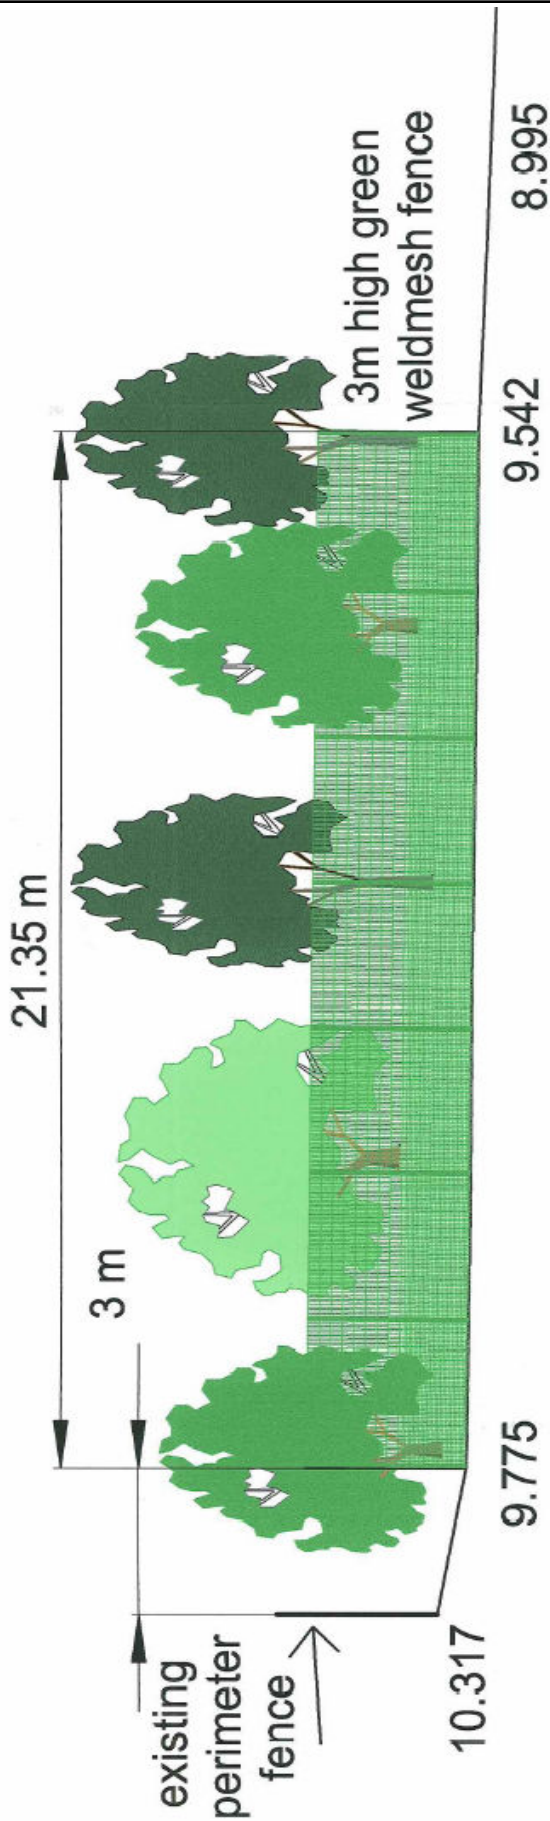 21.35 m
3 m
existing
perimeter
fence
3m high green
weldmesh fence
10.317
9.775
9.542
8.995